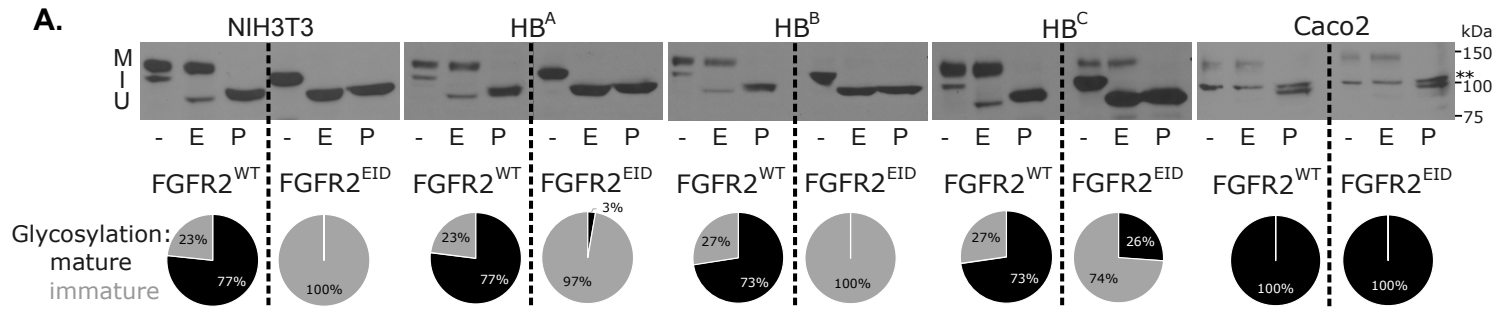 A.
NIH3T3 HB^A HB^B HB^C Caco2 kDa
M 150
I **
100
U 75
- E P - E P - E P - E P - E P - E P - E P - E P - E P - E P
FGFR2^WT FGFR2^EID FGFR2^WT FGFR2^EID FGFR2^WT FGFR2^EID FGFR2^WT FGFR2^EID FGFR2^WT FGFR2^EID
3%
Glycosylation: 23% 23% 27% 27% 26%
mature
immature 77% 100% 77% 97% 73% 100% 73% 74% 100% 100%